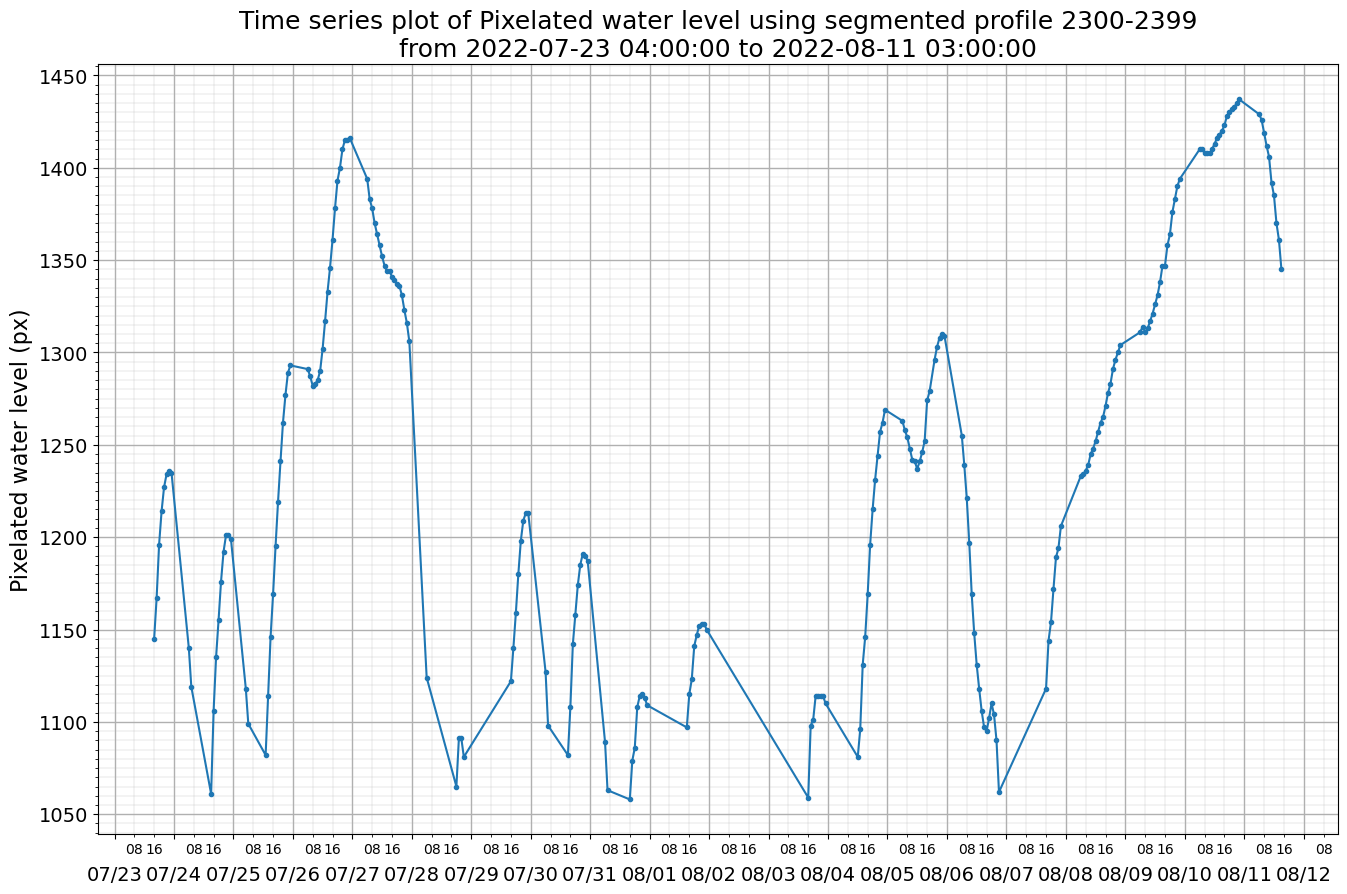 Time series plot of Pixelated water level using segmented profile 2300-2399
from 2022-07-23 04:00:00 to 2022-08-11 03:00:00
Pixelated water level (px)
1450
1400
1350
1300
1250
1200
1150
1100
1050
08 16 08 16 08 16 08 16 08 16 08 16 08 16 08 16 08 16 08 16 08 16 08 16 08 16 08 16 08 16 08 16 08 16 08 16 08 16 08 16 08
07/23 07/24 07/25 07/26 07/27 07/28 07/29 07/30 07/31 08/01 08/02 08/03 08/04 08/05 08/06 08/07 08/08 08/09 08/10 08/11 08/12